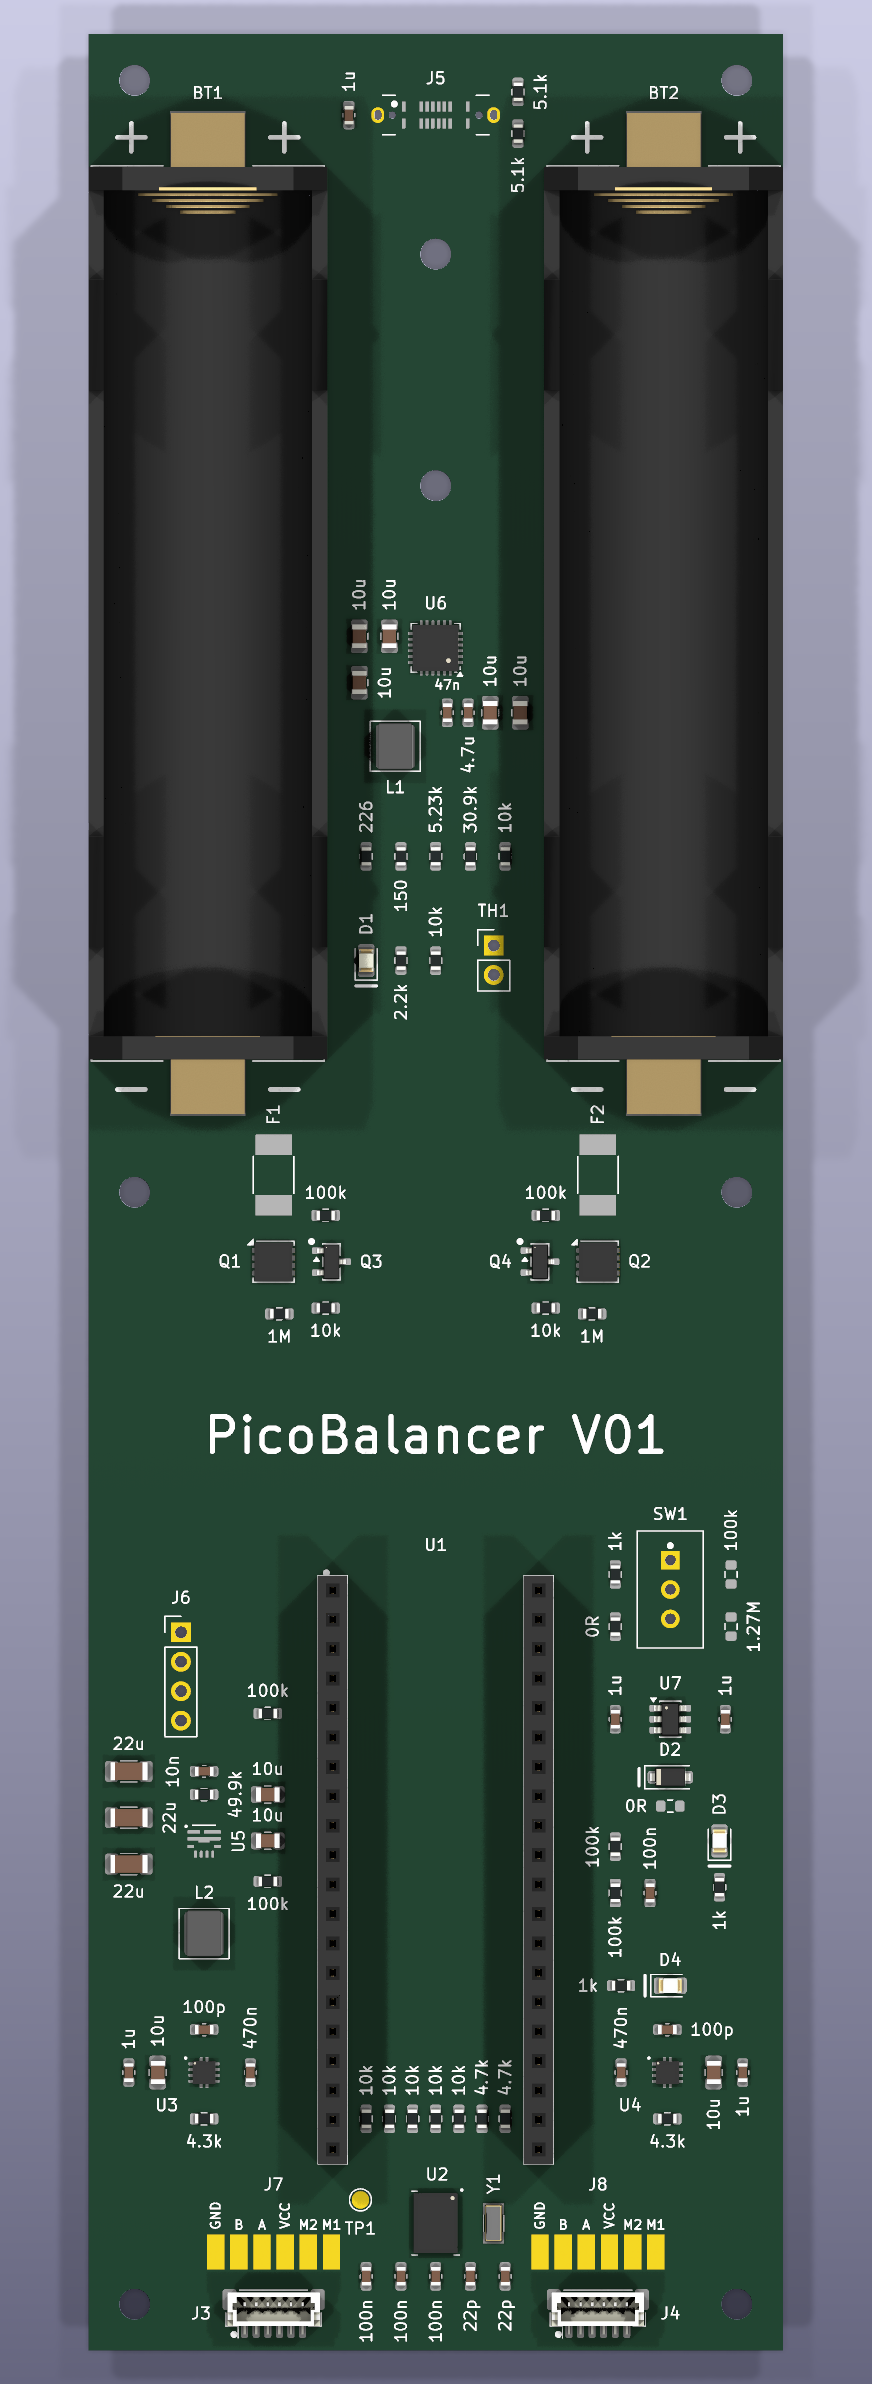 1u
J5
5.1k
BT1
BT2
5.1k
10u
10u
U6
10u
47n
10u
10u
4.7u
L1
226
5.23k
30.9k
10k
150
D1
10k
TH1
2.2k
F1
F2
100k
100k
Q1
Q3
Q4
Q2
1M
10k
10k
1M
PicoBalancer V01
U1
SW1
1k
100k
J6
0R
1.27M
100k
1u
U7
1u
22u
10n
10u
D2
49.9k
22u
10u
0R
D3
U5
100k
100n
22u
L2
100k
100k
1k
D4
1k
100p
1u
10u
470n
470n
100p
U3
10k
10k
10k
10k
10k
4.7k
4.7k
U4
10u
1u
4.3k
4.3k
J7
U2
Y1
J8
GND
B
A
VCC
M2
M1
TP1
GND
B
A
VCC
M2
M1
J3
J4
100n
100n
100n
22p
22p